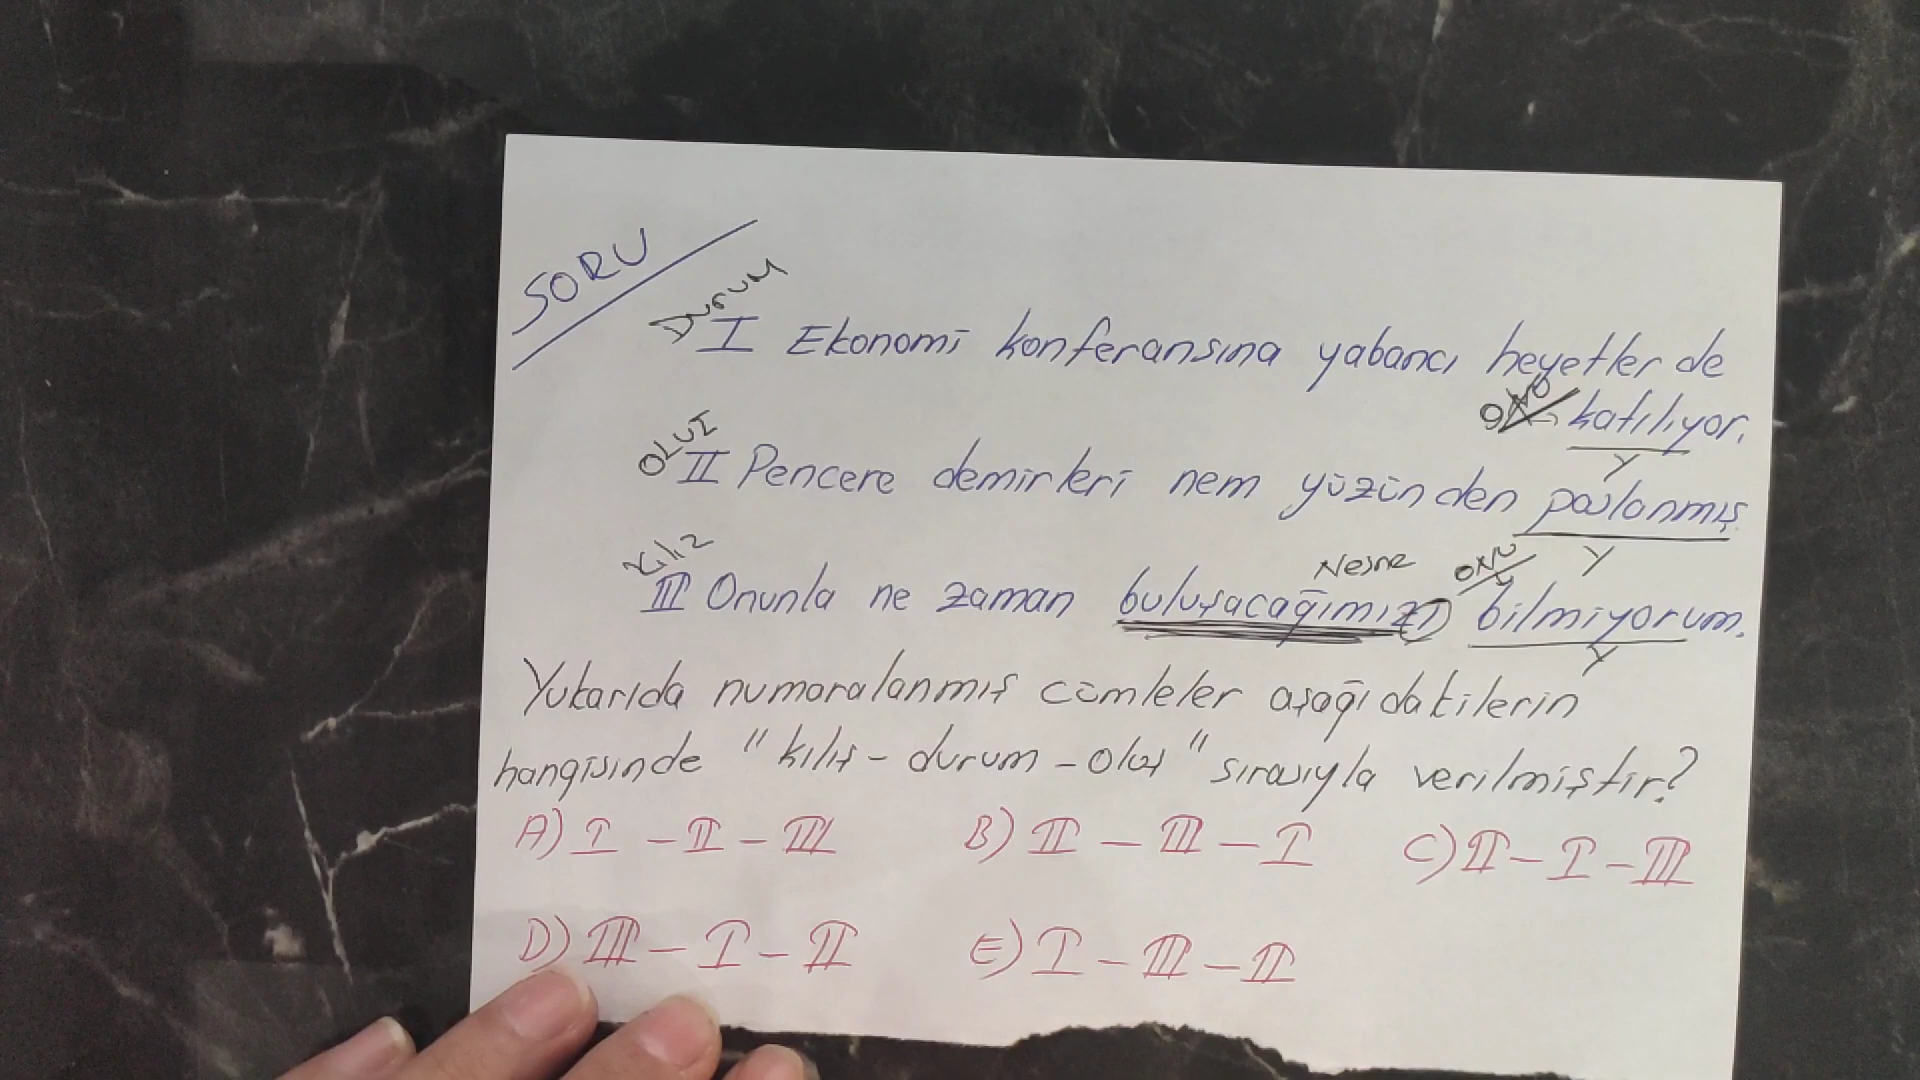 SORU
Durum
I Ekonomi konferansına yabancı heyetler de
onu katılıyor.
Y
OLUŞ
II Pencere demirleri nem yüzünden paslanmış.
Y
Kılış
Nesne onu
III Onunla ne zaman buluşacağımızı bilmiyorum.
Y
Yukarıda numaralanmış cümleler aşağıdakilerin
hangisinde "kılış - durum - oluş" sırasıyla verilmiştir?
A) I - II - III B) II - III - I C) II - I - III
D) III - I - II E) I - III - II